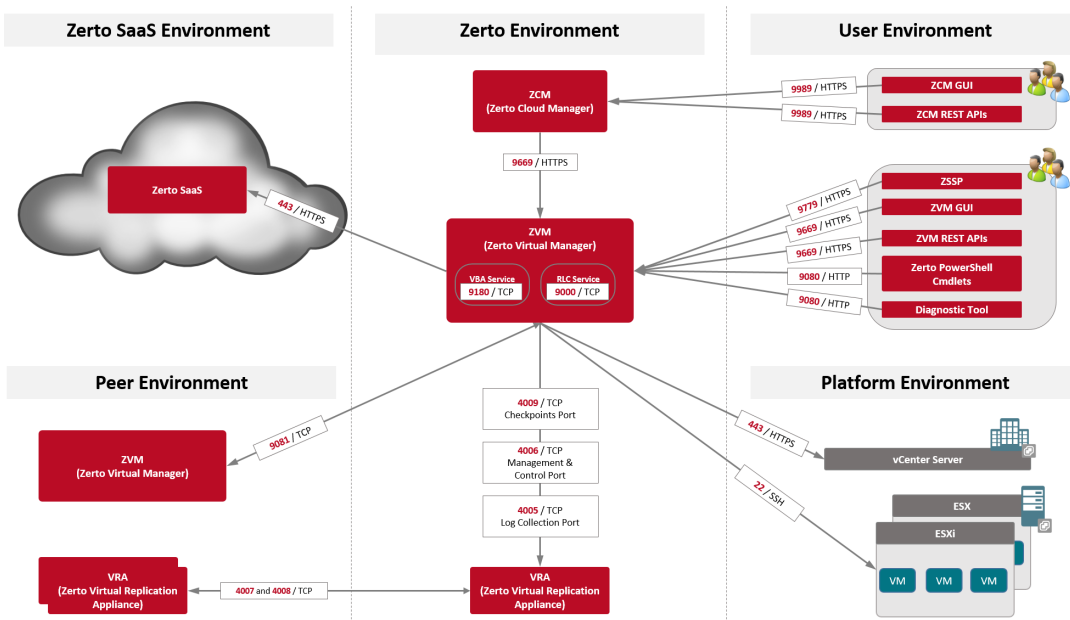 Zerto SaaS Environment
Zerto Environment
User Environment
ZCM
(Zerto Cloud Manager)
9989 / HTTPS
ZCM GUI
9989 / HTTPS
ZCM REST APIs
9669 / HTTPS
Zerto SaaS
443 / HTTPS
ZVM
(Zerto Virtual Manager)
VBA Service
9180 / TCP
RLC Service
9000 / TCP
9779 / HTTPS
ZSSP
9669 / HTTPS
ZVM GUI
9669 / HTTPS
ZVM REST APIs
9080 / HTTP
Zerto PowerShell
Cmdlets
9080 / HTTP
Diagnostic Tool
Peer Environment
Platform Environment
9081 / TCP
ZVM
(Zerto Virtual Manager)
4009 / TCP
Checkpoints Port
4006 / TCP
Management &
Control Port
4005 / TCP
Log Collection Port
443 / HTTPS
vCenter Server
22 / SSH
ESX
ESXi
VM
VM
VM
VRA
(Zerto Virtual Replication
Appliance)
4007 and 4008 / TCP
VRA
(Zerto Virtual Replication
Appliance)